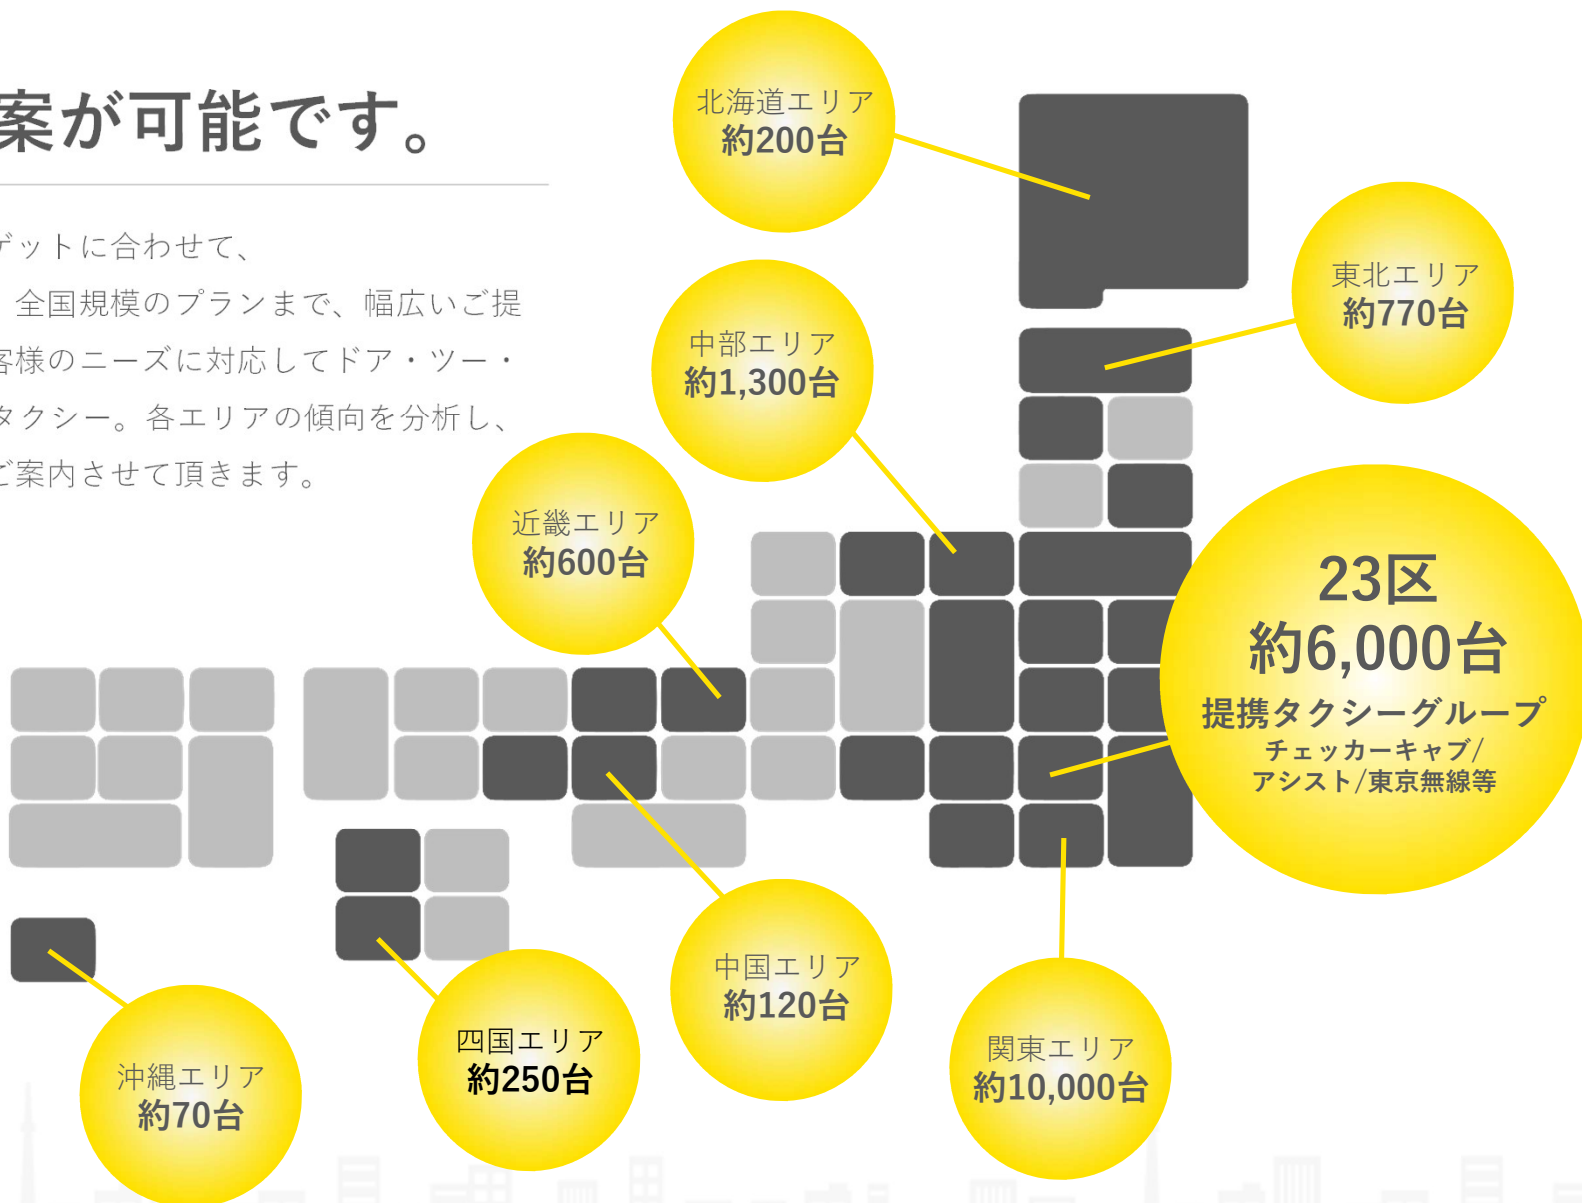 案が可能です。
ゲットに合わせて、
、全国規模のプランまで、幅広いご提
客様のニーズに対応してドア・ツー・
タクシー。各エリアの傾向を分析し、
ご案内させて頂きます。
北海道エリア
約200台
東北エリア
約770台
中部エリア
約1,300台
近畿エリア
約600台
23区
約6,000台
提携タクシーグループ
チェッカーキャブ/
アシスト/東京無線等
中国エリア
約120台
四国エリア
約250台
関東エリア
約10,000台
沖縄エリア
約70台